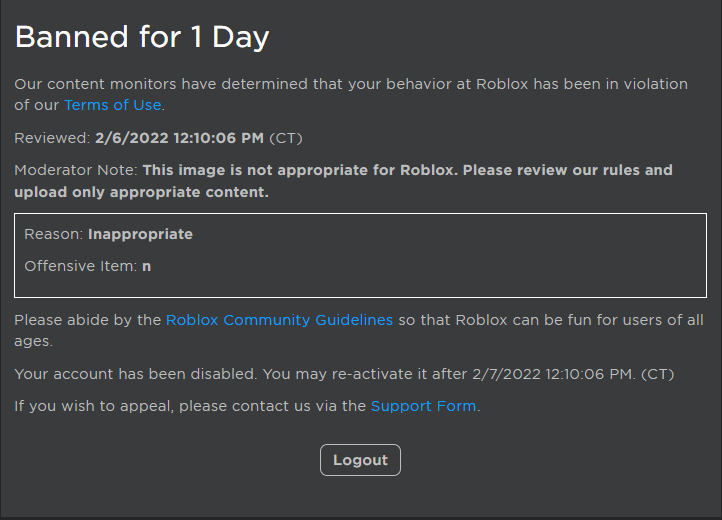 Banned for 1 Day
Our content monitors have determined that your behavior at Roblox has been in violation
of our Terms of Use.
Reviewed: 2/6/2022 12:10:06 PM (CT)
Moderator Note: This image is not appropriate for Roblox. Please review our rules and
upload only appropriate content.
Reason: Inappropriate
Offensive Item: n
Please abide by the Roblox Community Guidelines so that Roblox can be fun for users of all
ages.
Your account has been disabled. You may re-activate it after 2/7/2022 12:10:06 PM. (CT)
If you wish to appeal, please contact us via the Support Form.
Logout